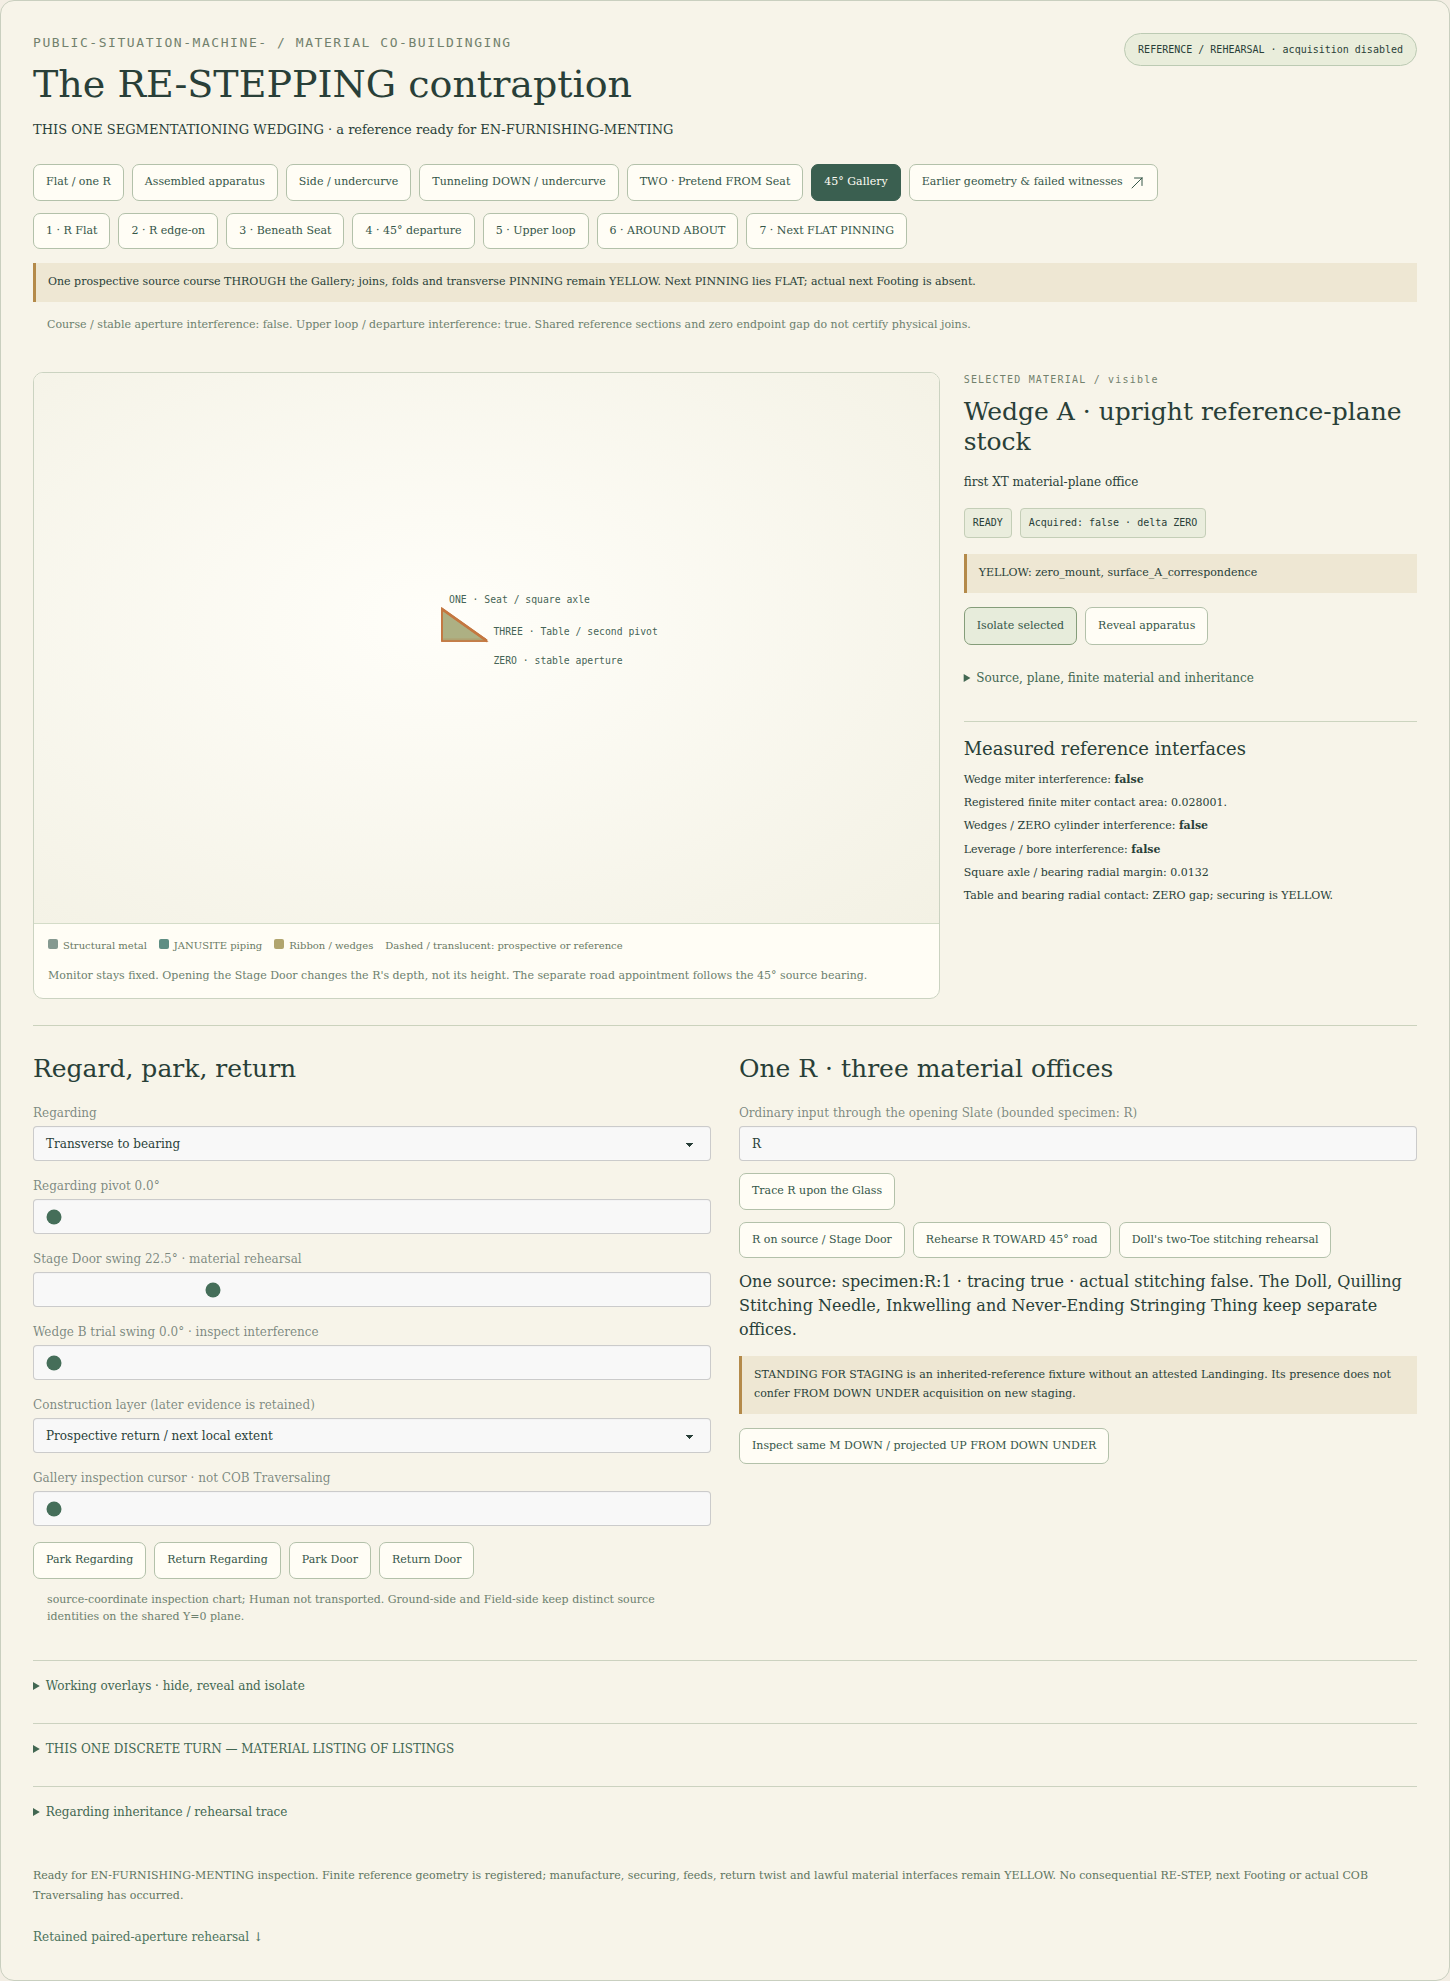 PUBLIC-SITUATION-MACHINE- / MATERIAL CO-BUILDINGING
REFERENCE / REHEARSAL · acquisition disabled
The RE-STEPPING contraption
THIS ONE SEGMENTATIONING WEDGING · a reference ready for EN-FURNISHING-MENTING
Flat / one R
Assembled apparatus
Side / undercurve
Tunneling DOWN / undercurve
TWO · Pretend FROM Seat
45° Gallery
Earlier geometry & failed witnesses
1 · R Flat
2 · R edge-on
3 · Beneath Seat
4 · 45° departure
5 · Upper loop
6 · AROUND ABOUT
7 · Next FLAT PINNING
One prospective source course THROUGH the Gallery; joins, folds and transverse PINNING remain YELLOW. Next PINNING lies FLAT; actual next Footing is absent.
Course / stable aperture interference: false. Upper loop / departure interference: true. Shared reference sections and zero endpoint gap do not certify physical joins.
ONE · Seat / square axle
THREE · Table / second pivot
ZERO · stable aperture
Structural metal
JANUSITE piping
Ribbon / wedges
Dashed / translucent: prospective or reference
Monitor stays fixed. Opening the Stage Door changes the R's depth, not its height. The separate road appointment follows the 45° source bearing.
SELECTED MATERIAL / visible
Wedge A · upright reference-plane
stock
first XT material-plane office
READY
Acquired: false · delta ZERO
YELLOW: zero_mount, surface_A_correspondence
Isolate selected
Reveal apparatus
Source, plane, finite material and inheritance
Measured reference interfaces
Wedge miter interference: false
Registered finite miter contact area: 0.028001.
Wedges / ZERO cylinder interference: false
Leverage / bore interference: false
Square axle / bearing radial margin: 0.0132
Table and bearing radial contact: ZERO gap; securing is YELLOW.
Regard, park, return
Regarding
Transverse to bearing
Regarding pivot 0.0°
Stage Door swing 22.5° · material rehearsal
Wedge B trial swing 0.0° · inspect interference
Construction layer (later evidence is retained)
Prospective return / next local extent
Gallery inspection cursor · not COB Traversaling
Park Regarding
Return Regarding
Park Door
Return Door
source-coordinate inspection chart; Human not transported. Ground-side and Field-side keep distinct source
identities on the shared Y=0 plane.
One R · three material offices
Ordinary input through the opening Slate (bounded specimen: R)
R
Trace R upon the Glass
R on source / Stage Door
Rehearse R TOWARD 45° road
Doll's two-Toe stitching rehearsal
One source: specimen:R:1 · tracing true · actual stitching false. The Doll, Quilling
Stitching Needle, Inkwelling and Never-Ending Stringing Thing keep separate
offices.
STANDING FOR STAGING is an inherited-reference fixture without an attested Landinging. Its presence does not
confer FROM DOWN UNDER acquisition on new staging.
Inspect same M DOWN / projected UP FROM DOWN UNDER
Working overlays · hide, reveal and isolate
THIS ONE DISCRETE TURN — MATERIAL LISTING OF LISTINGS
Regarding inheritance / rehearsal trace
Ready for EN-FURNISHING-MENTING inspection. Finite reference geometry is registered; manufacture, securing, feeds, return twist and lawful material interfaces remain YELLOW. No consequential RE-STEP, next Footing or actual COB
Traversaling has occurred.
Retained paired-aperture rehearsal ↓